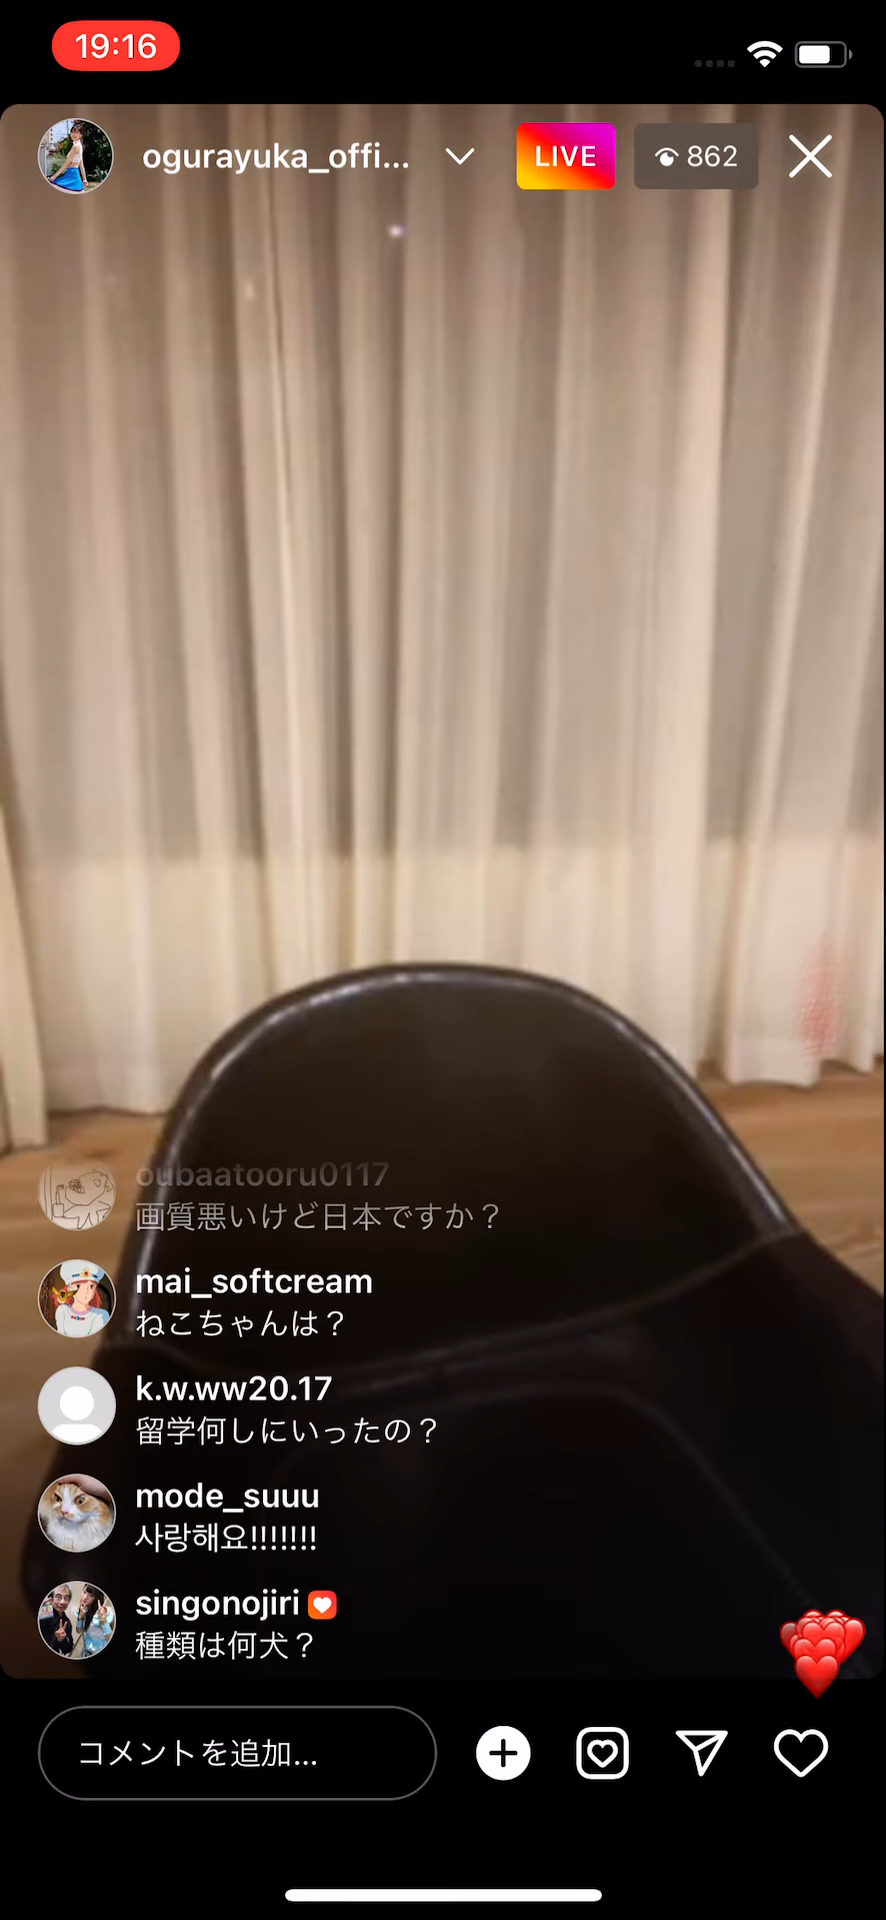 19:16
ogurayuka_offi...
LIVE
862
oubaatooru0117
画質悪いけど日本ですか？
mai_softcream
ねこちゃんは？
k.w.ww20.17
留学何しにいったの？
mode_suuu
사랑해요!!!!!!!
singonojiri
種類は何犬？
コメントを追加...